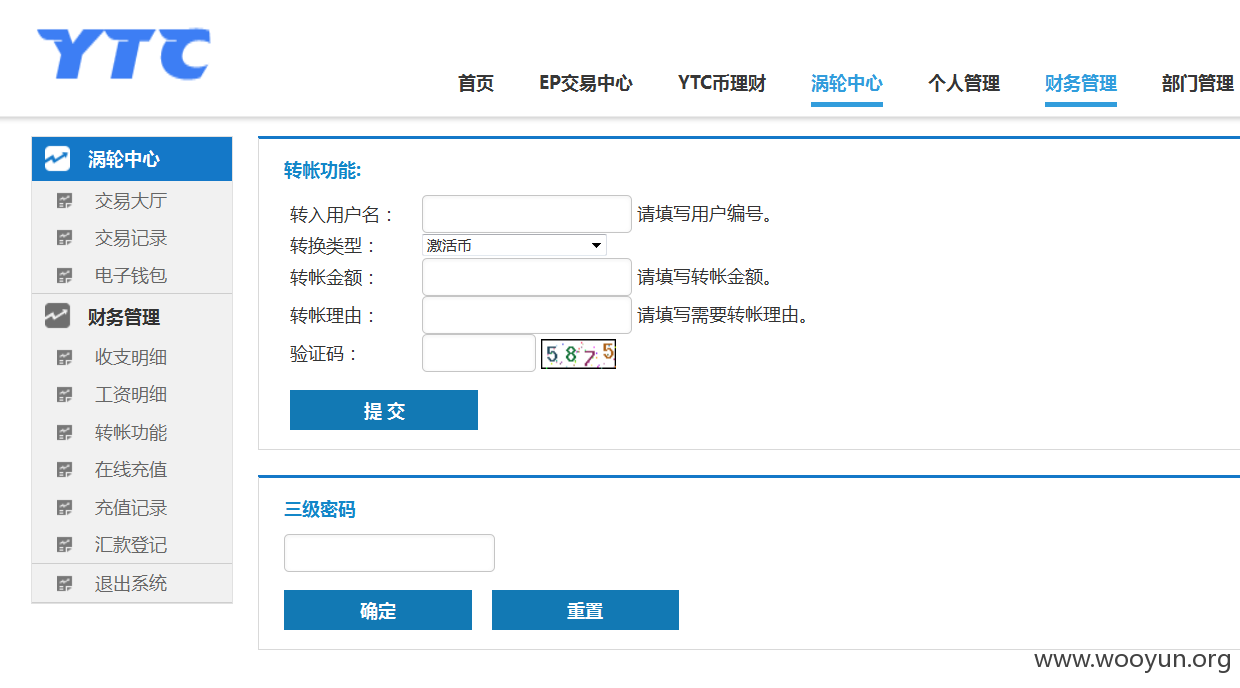 YTC
首页 EP交易中心 YTC币理财 涡轮中心 个人管理 财务管理 部门管理
涡轮中心
交易大厅
交易记录
电子钱包
财务管理
收支明细
工资明细
转帐功能
在线充值
充值记录
汇款登记
退出系统
转帐功能:
转入用户名： 请填写用户编号。
转换类型： 激活币
转帐金额： 请填写转帐金额。
转帐理由： 请填写需要转帐理由。
验证码： 5875
提 交
三级密码
确定 重置
www.wooyun.org